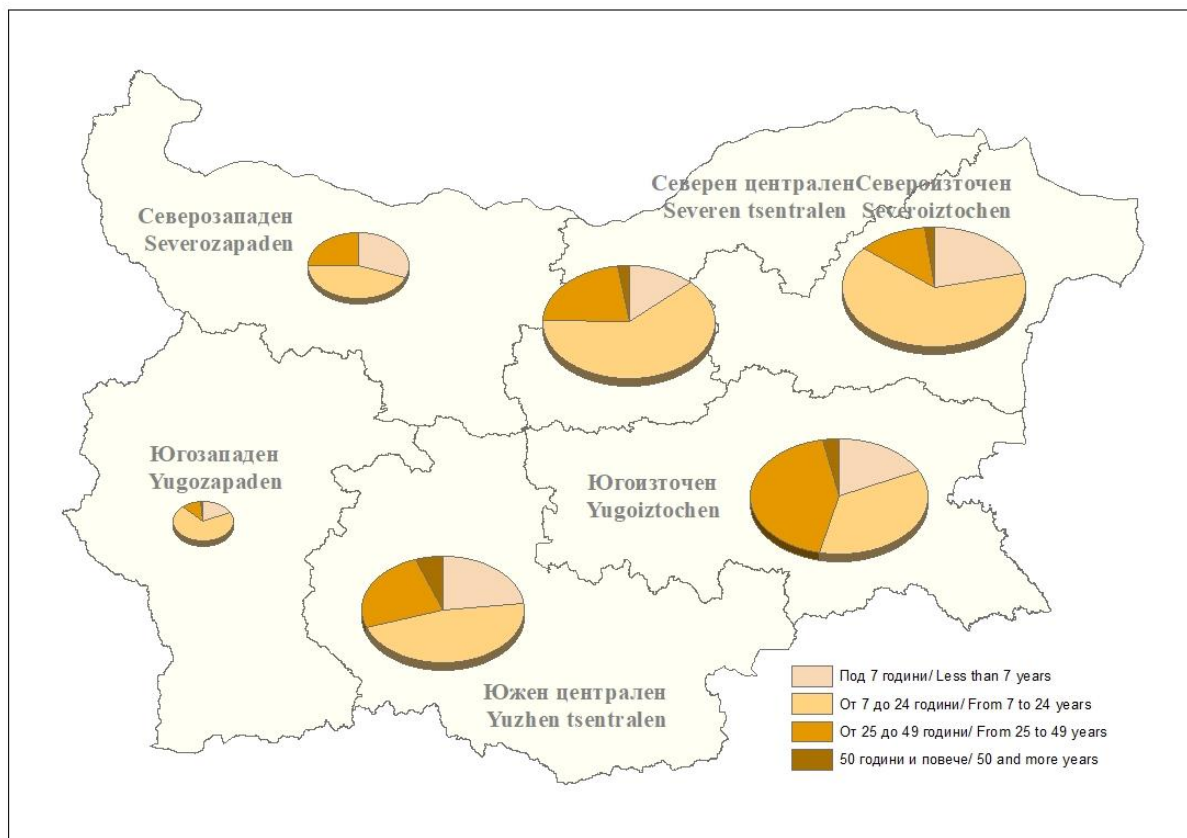 Северен централен
Severen tsentralen
Североизточен
Severoiztochen
Северозападен
Severozapaden
Югозападен
Yugozapaden
Югоизточен
Yugoiztochen
Южен централен
Yuzhen tsentralen
Под 7 години/ Less than 7 years
От 7 до 24 години/ From 7 to 24 years
От 25 до 49 години/ From 25 to 49 years
50 години и повече/ 50 and more years